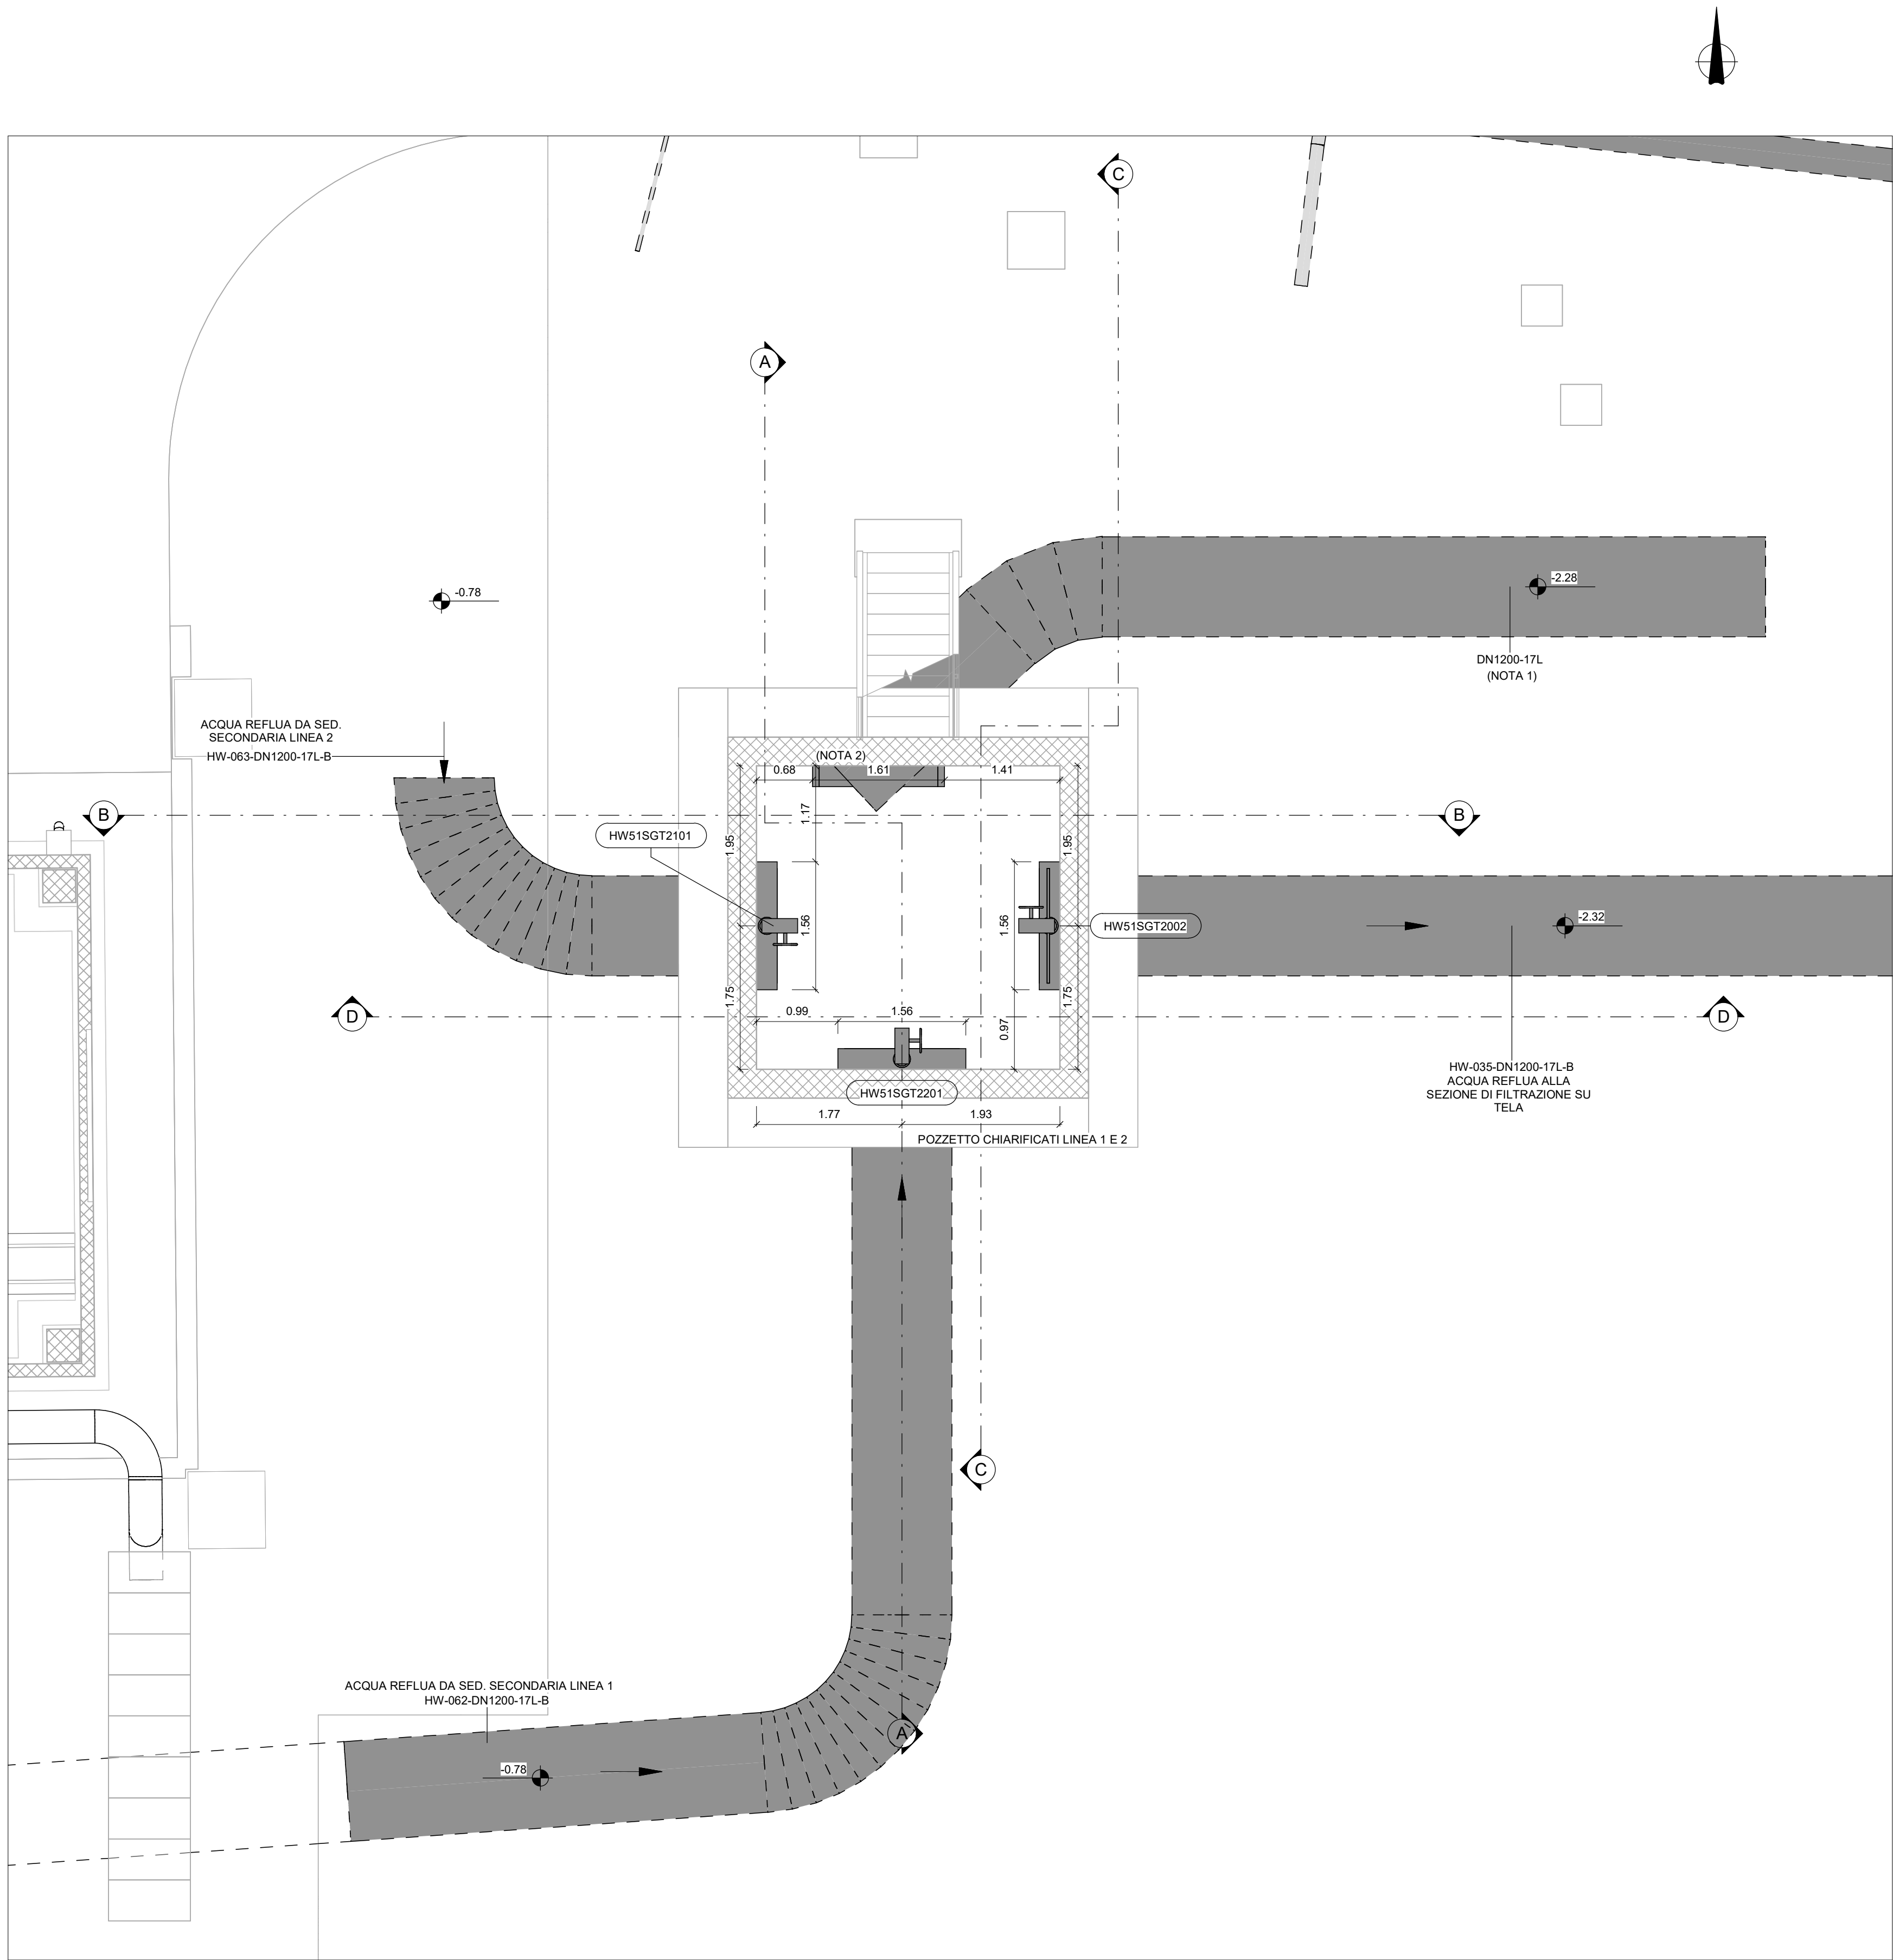 C
A
-0.78
-2.28
DN1200-17L
(NOTA 1)
ACQUA REFLUA DA SED.
SECONDARIA LINEA 2
HW-063-DN1200-17L-B
(NOTA 2)
0.68
1.61
1.41
B
B
1.17
1.95
1.95
HW51SGT2101
1.56
1.56
HW51SGT2002
-2.32
1.75
1.75
D
0.99
1.56
0.97
D
HW51SGT2201
HW-035-DN1200-17L-B
ACQUA REFLUA ALLA
SEZIONE DI FILTRAZIONE SU
TELA
1.77
1.93
POZZETTO CHIARIFICATI LINEA 1 E 2
C
ACQUA REFLUA DA SED. SECONDARIA LINEA 1
HW-062-DN1200-17L-B
A
-0.78